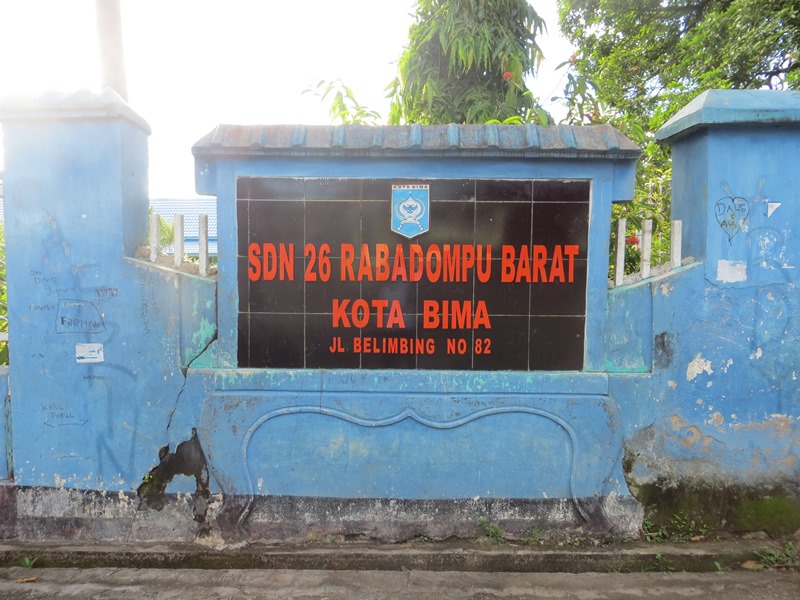 KOTA BIMA
SDN 26 RABADOMPU BARAT
KOTA BIMA
JL BELIMBING NO 82